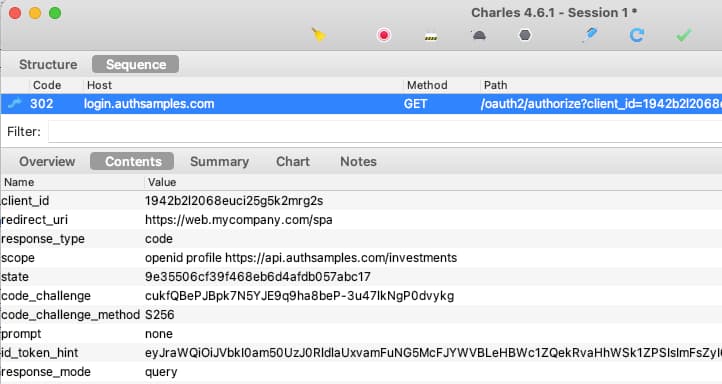 Charles 4.6.1 - Session 1 *
Structure Sequence
Code Host Method Path
302 login.authsamples.com GET /oauth2/authorize?client_id=1942b2l2068e
Filter:
Overview Contents Summary Chart Notes
Name Value
client_id 1942b2l2068euci25g5k2mrg2s
redirect_uri https://web.mycompany.com/spa
response_type code
scope openid profile https://api.authsamples.com/investments
state 9e35506cf39f468eb6d4afdb057abc17
code_challenge cukfQBePJBpk7N5YJE9q9ha8beP-3u47lkNgP0dvykg
code_challenge_method S256
prompt none
id_token_hint
response_mode query